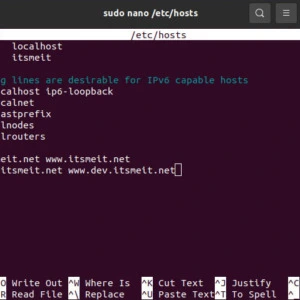 sudo nano /etc/hosts
/etc/hosts
localhost
itsmeit
g lines are desirable for IPv6 capable hosts
calhost ip6-loopback
calnet
astprefix
lnodes
lrouters
eit.net www.itsmeit.net
itsmeit.net www.dev.itsmeit.net
O Write Out ^W Where Is ^K Cut Text ^J Justify ^C
R Read File ^\ Replace ^U Paste Text ^T To Spell ^_